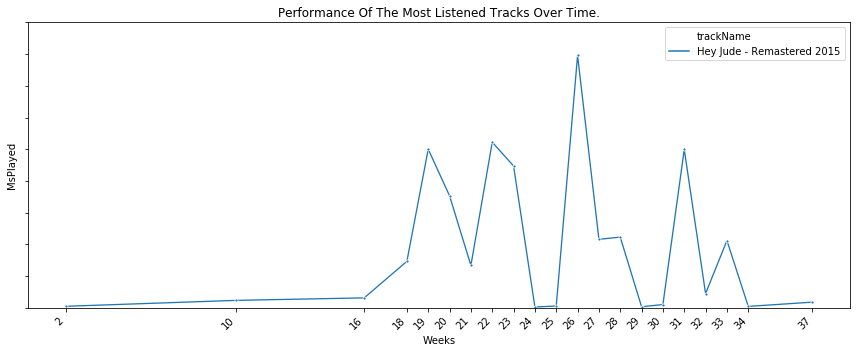 Performance Of The Most Listened Tracks Over Time.
trackName
Hey Jude - Remastered 2015
MsPlayed
2 10 16 18 19 20 21 22 23 24 25 26 27 28 29 30 31 32 33 34 37
Weeks